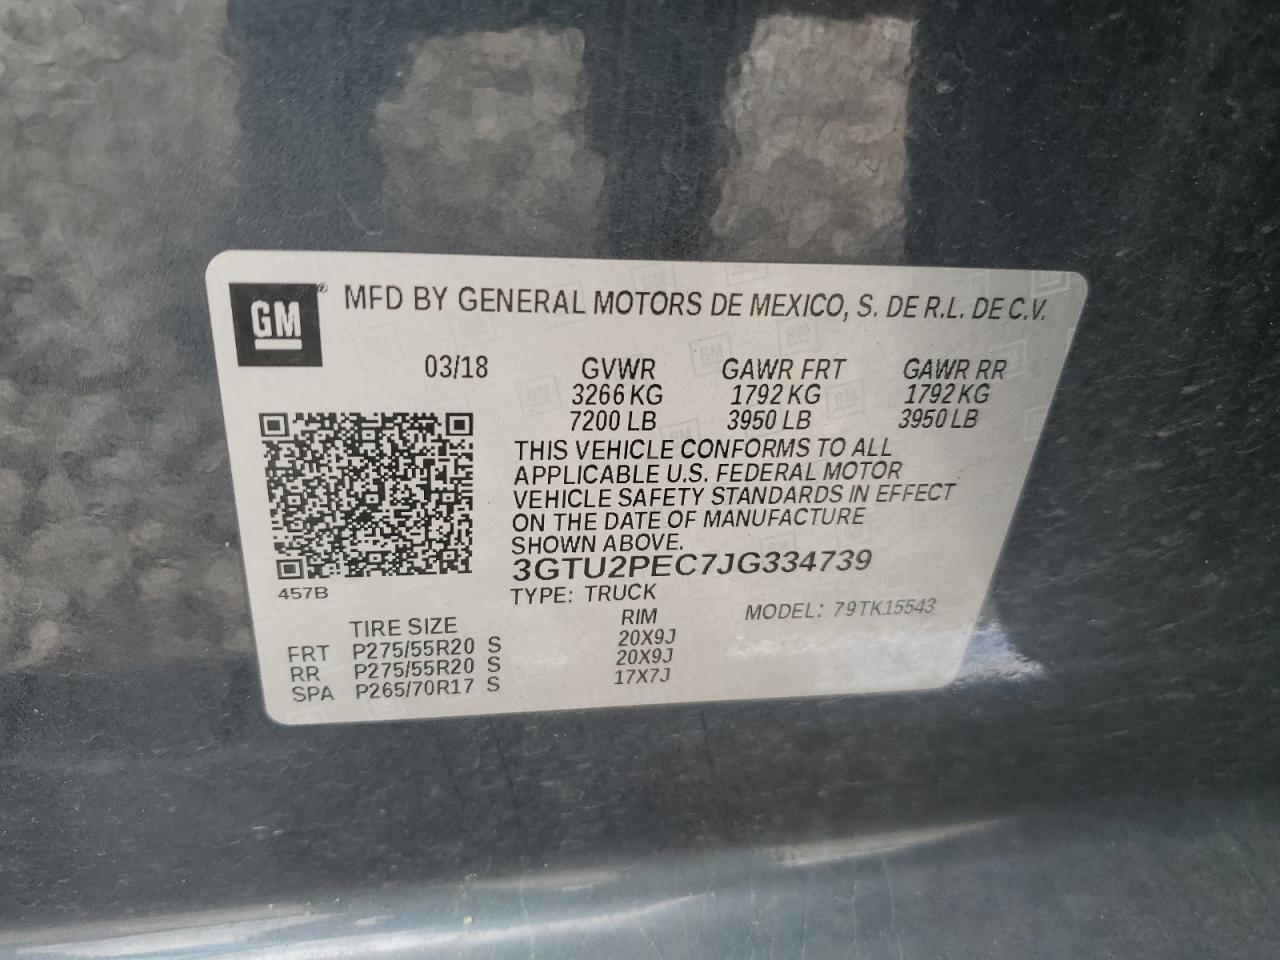 GM® MFD BY GENERAL MOTORS DE MEXICO, S. DE R.L. DE C.V.
03/18 GVWR GAWR FRT GAWR RR
3266 KG 1792 KG 1792 KG
7200 LB 3950 LB 3950 LB
THIS VEHICLE CONFORMS TO ALL
APPLICABLE U.S. FEDERAL MOTOR
VEHICLE SAFETY STANDARDS IN EFFECT
ON THE DATE OF MANUFACTURE
SHOWN ABOVE.
3GTU2PEC7JG334739
457B TYPE: TRUCK MODEL: 79TK15543
TIRE SIZE RIM
FRT P275/55R20 S 20X9J
RR P275/55R20 S 20X9J
SPA P265/70R17 S 17X7J